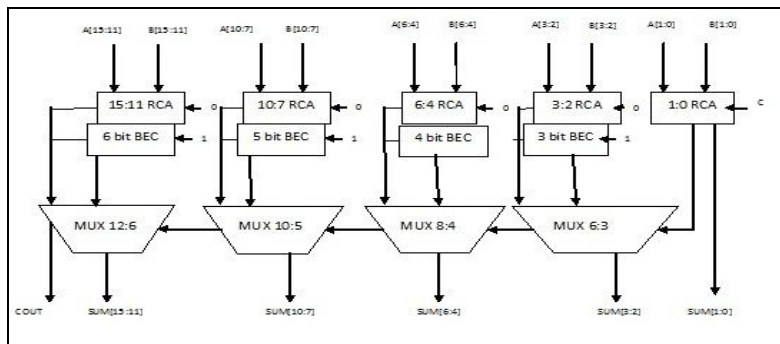 A[15:11] B[15:11] A[10:7] B[10:7] A[6:4] B[6:4] A[3:2] B[3:2] A[1:0] B[1:0]
15:11 RCA 0 10:7 RCA 0 6:4 RCA 0 3:2 RCA 0 1:0 RCA C
6 bit BEC 1 5 bit BEC 1 4 bit BEC 3 bit BEC 1
MUX 12:6 MUX 10:5 MUX 8:4 MUX 6:3
COUT SUM[15:11] SUM[10:7] SUM[6:4] SUM[3:2] SUM[1:0]